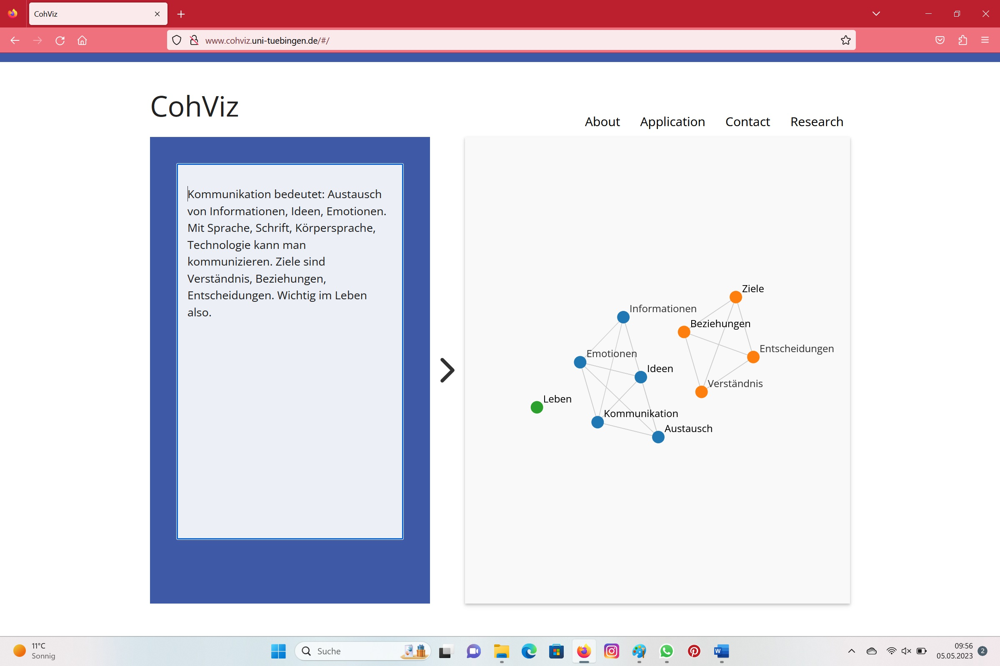 CohViz
www.cohviz.uni-tuebingen.de/#/
CohViz
About Application Contact Research
Kommunikation bedeutet: Austausch
von Informationen, Ideen, Emotionen.
Mit Sprache, Schrift, Körpersprache,
Technologie kann man
kommunizieren. Ziele sind
Verständnis, Beziehungen,
Entscheidungen. Wichtig im Leben
also.
Ziele
Informationen
Beziehungen
Entscheidungen
Emotionen
Ideen
Verständnis
Leben
Kommunikation
Austausch
11°C
Sonnig
Suche
W
09:56
05.05.2023
2